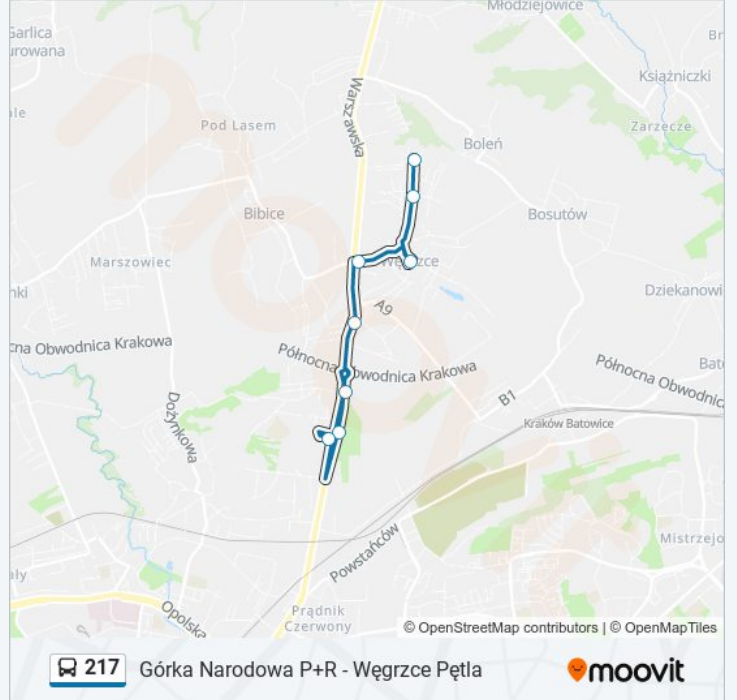 Młodziejowice
Garlica
urowana
Br
Książniczki
ale
Warszawska
Pod Lasem
Zarzecze
Boleń
Bibice
Bosutów
Marszowiec
Węgrzce
nki
Dziekanowi
A9
cna Obwodnica Krakowa
Północna Obwodnica Krakowa
Północna Obwodnic
Bato
Dożynkowa
B1
Kraków Batowice
Powstańców
Mistrzejo
ały
Opolska
Prądnik
Czerwony
© OpenStreetMap contributors | © OpenMapTiles
217 Górka Narodowa P+R - Węgrzce Pętla
moovit